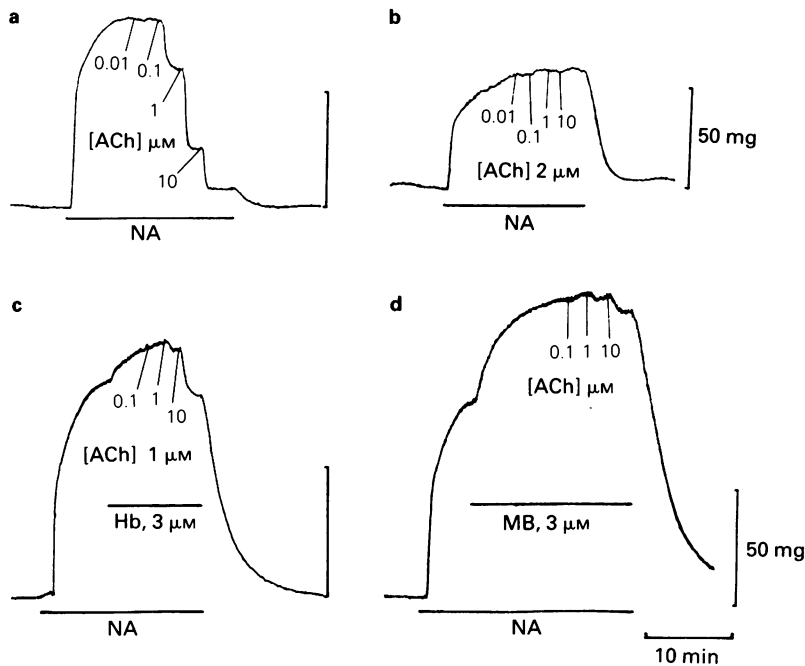 a
0.01 0.1
1
[ACh] µM
10
NA
b
0.01 1 10
0.1
[ACh] 2 µM
50 mg
NA
c
0.1 1
10
[ACh] 1 µM
Hb, 3 µM
NA
d
0.1 1 10
[ACh] µM
MB, 3 µM
50 mg
NA
10 min